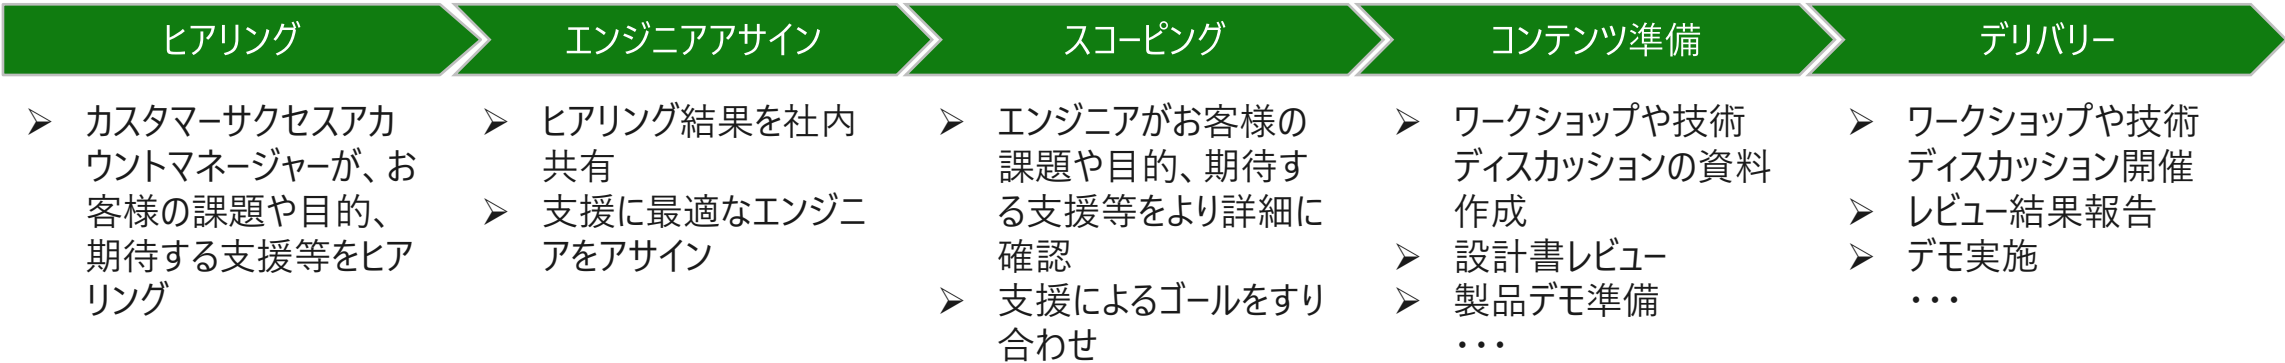 ヒアリング
エンジニアアサイン
スコーピング
コンテンツ準備
デリバリー
➢ カスタマーサクセスアカ
ウントマネージャーが、お
客様の課題や目的、
期待する支援等をヒア
リング
➢ ヒアリング結果を社内
共有
➢ 支援に最適なエンジニ
アをアサイン
➢ エンジニアがお客様の
課題や目的、期待す
る支援等をより詳細に
確認
➢ 支援によるゴールをすり
合わせ
➢ ワークショップや技術
ディスカッションの資料
作成
➢ 設計書レビュー
➢ 製品デモ準備
・・・
➢ ワークショップや技術
ディスカッション開催
➢ レビュー結果報告
➢ デモ実施
・・・